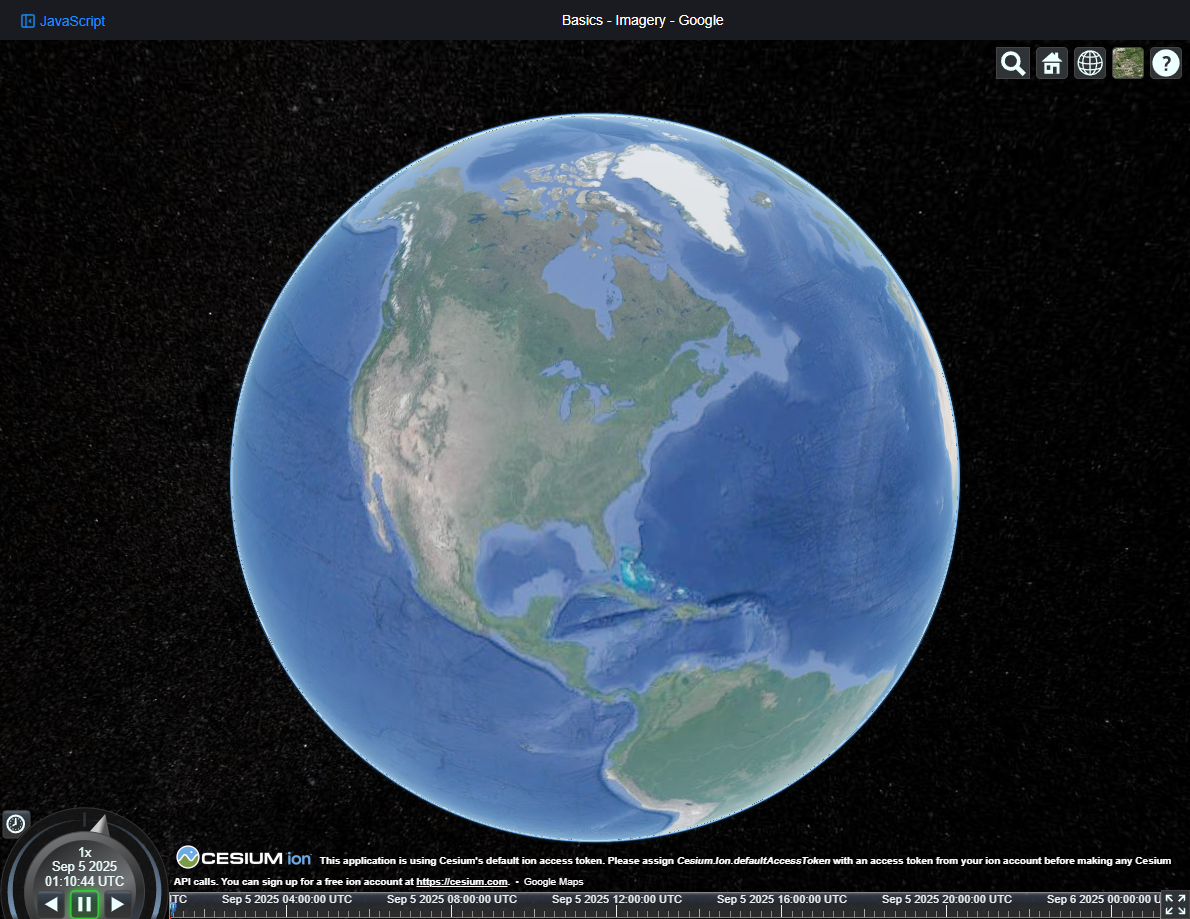 JavaScript
Basics - Imagery - Google
?
1x
Sep 5 2025
01:10:44 UTC
CESIUM ion This application is using Cesium's default ion access token. Please assign Cesium.Ion.defaultAccessToken with an access token from your ion account before making any Cesium
API calls. You can sign up for a free ion account at https://cesium.com. • Google Maps
TC Sep 5 2025 04:00:00 UTC Sep 5 2025 08:00:00 UTC Sep 5 2025 12:00:00 UTC Sep 5 2025 16:00:00 UTC Sep 5 2025 20:00:00 UTC Sep 6 2025 00:00:00 U